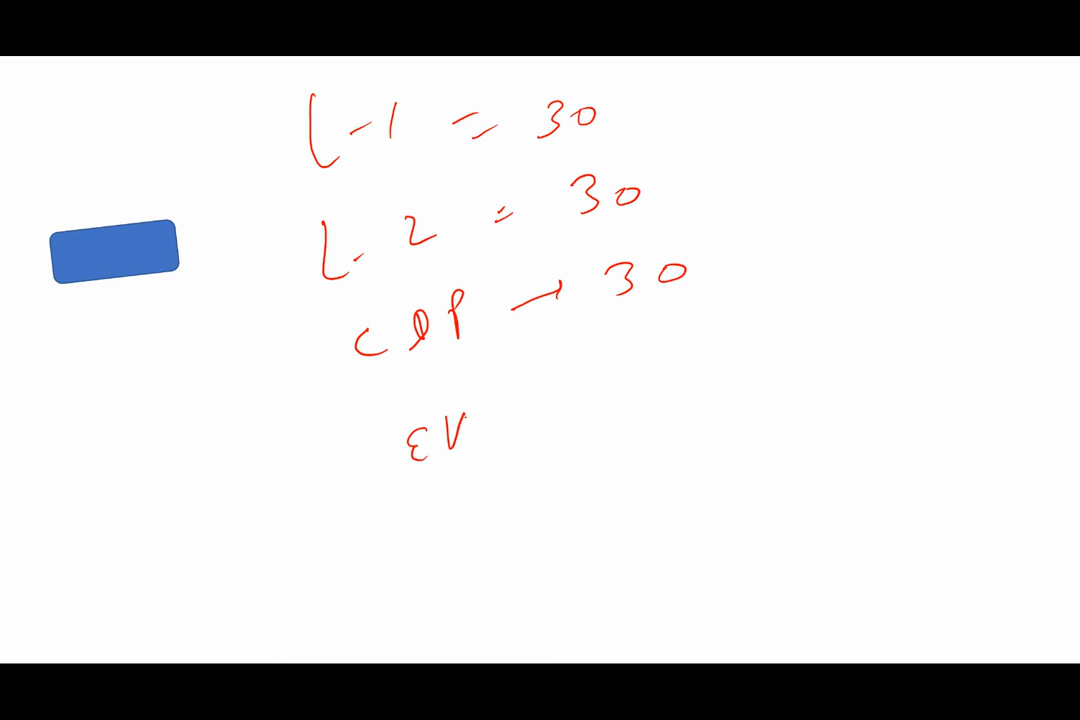 L-1 = 30
L-2 = 30
CDP → 30
EV